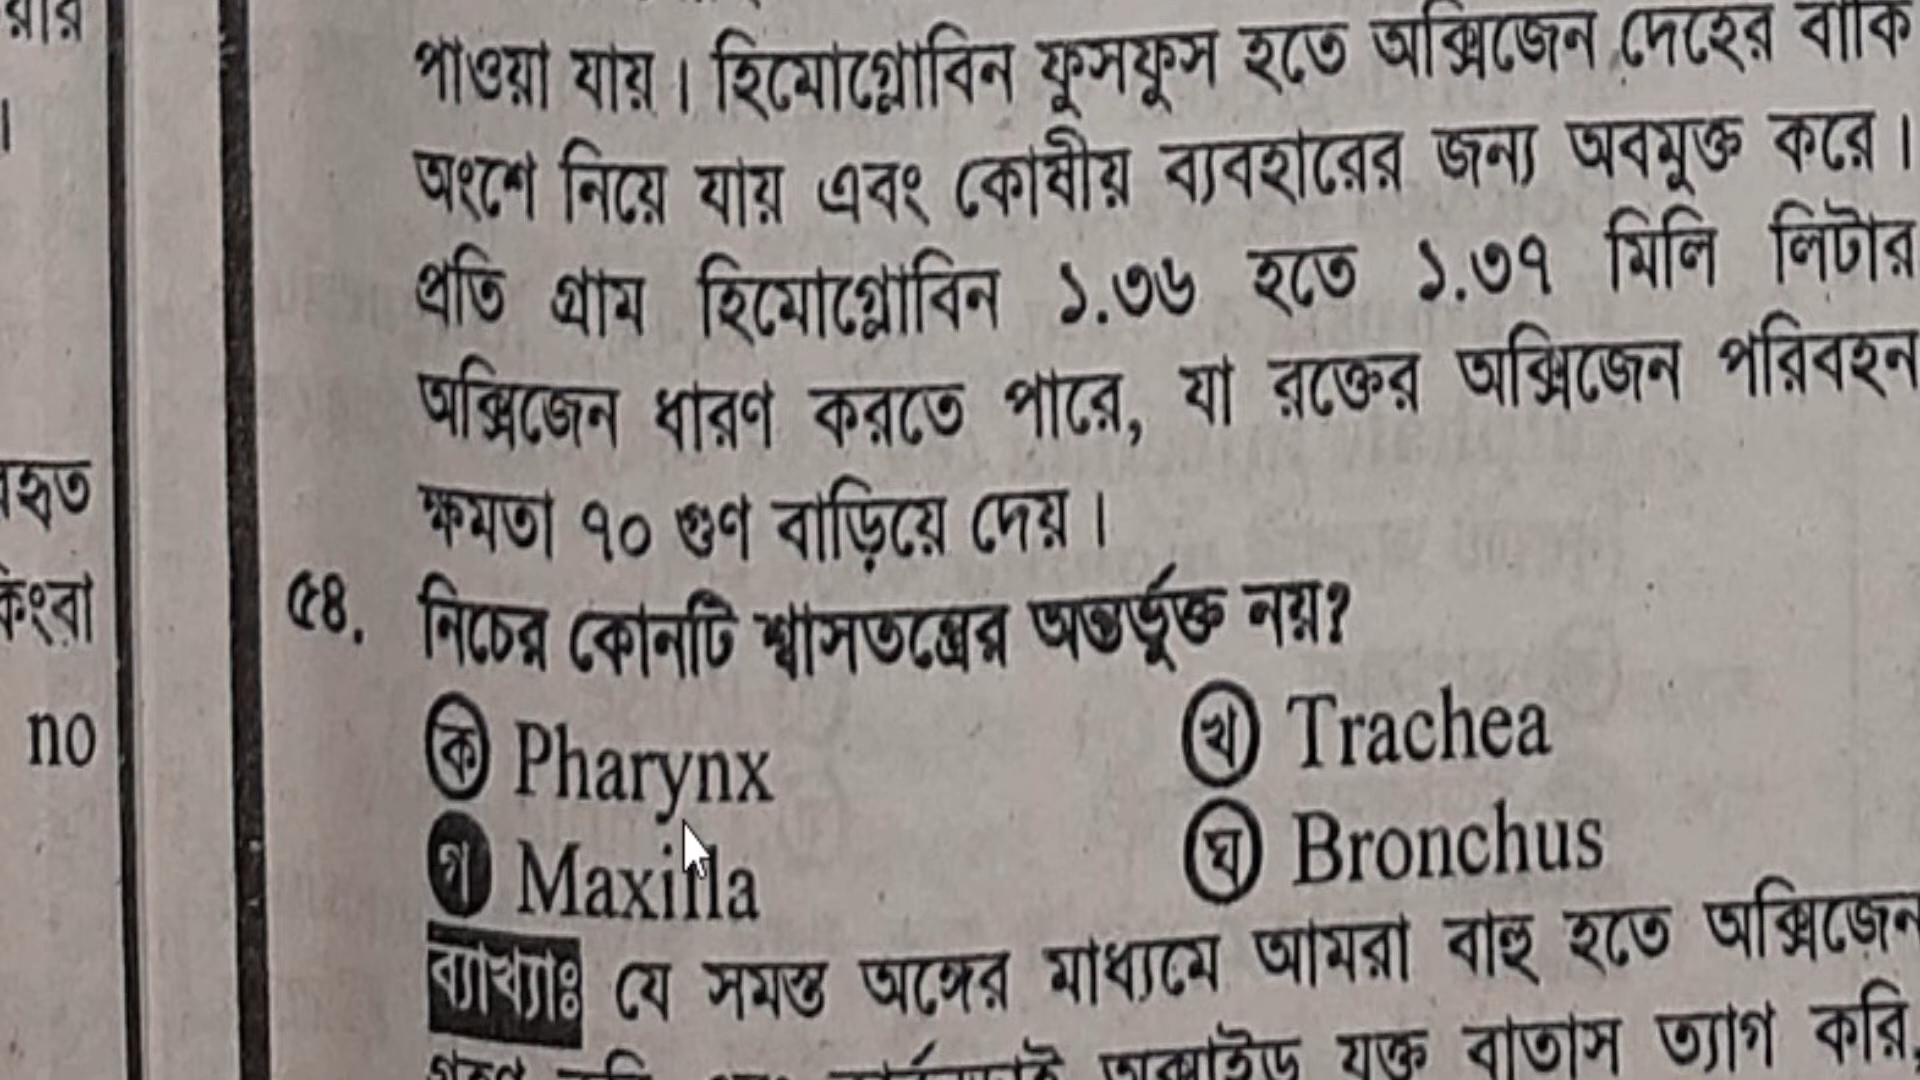 পাওয়া যায়। হিমোগ্লোবিন ফুসফুস হতে অক্সিজেন দেহের বাকি
অংশে নিয়ে যায় এবং কোষীয় ব্যবহারের জন্য অবমুক্ত করে।
প্রতি গ্রাম হিমোগ্লোবিন ১.৩৬ হতে ১.৩৭ মিলি লিটার
অক্সিজেন ধারণ করতে পারে, যা রক্তের অক্সিজেন পরিবহন
ক্ষমতা ৭০ গুণ বাড়িয়ে দেয়।
কিংবা
no
৫৪. নিচের কোনটি শ্বাসতন্ত্রের অন্তর্ভুক্ত নয়?
ক Pharynx খ Trachea
গ Maxilla ঘ Bronchus
ব্যাখ্যাঃ যে সমস্ত অঙ্গের মাধ্যমে আমরা বাহু হতে অক্সিজেন
যুক্ত বাতাস ত্যাগ করি,